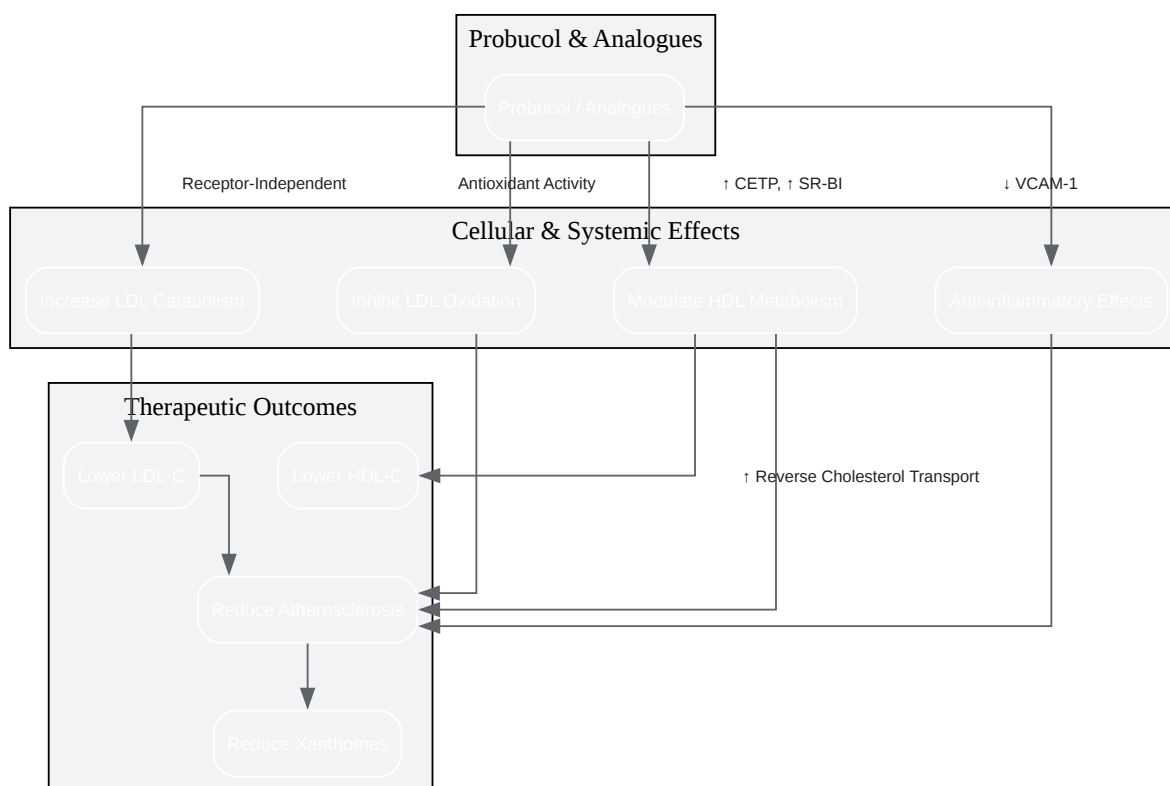 Probucol & Analogues
Probucol / Analogues
Receptor-Independent
Antioxidant Activity
↑ CETP, ↑ SR-BI
↓ VCAM-1
Cellular & Systemic Effects
Increase LDL Catabolism
Inhibit LDL Oxidation
Modulate HDL Metabolism
Anti-inflammatory Effects
Therapeutic Outcomes
Lower LDL-C
Lower HDL-C
↑ Reverse Cholesterol Transport
Reduce Atherosclerosis
Reduce Xanthomas